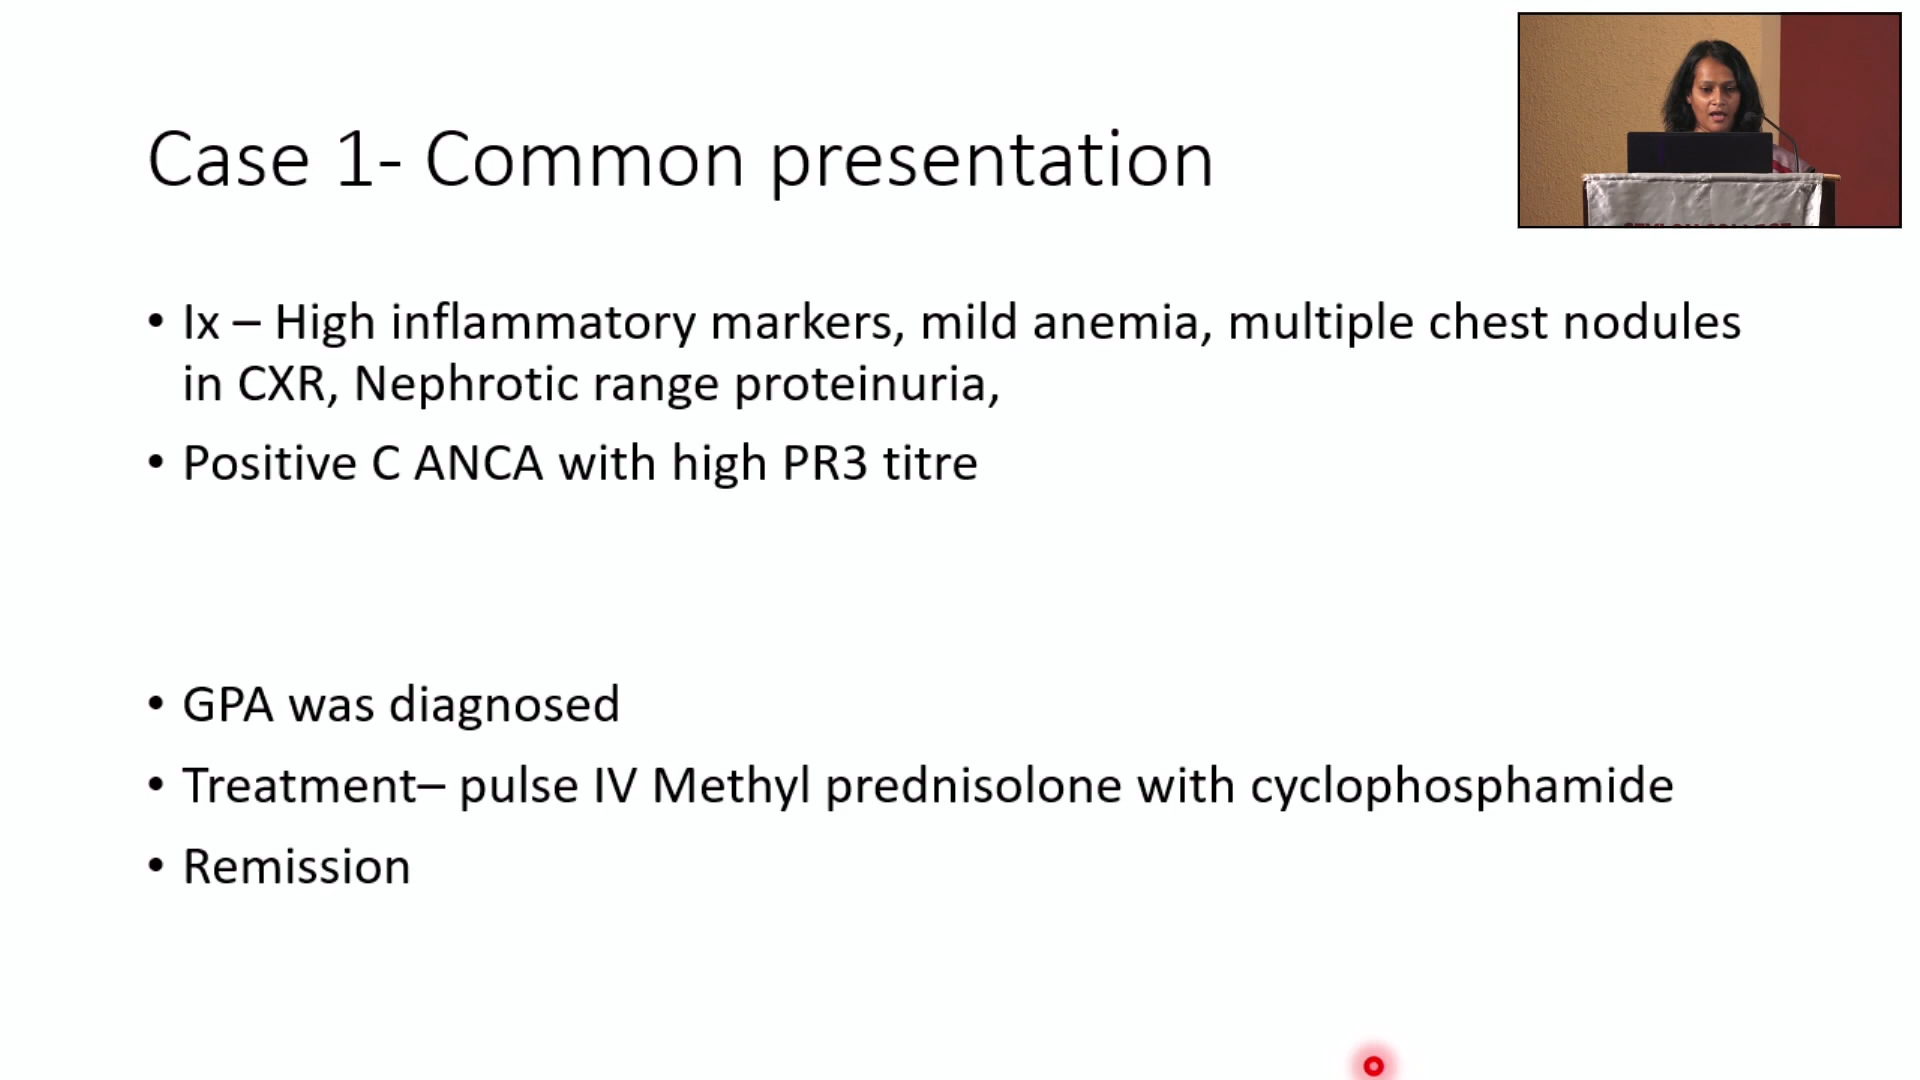 Case 1- Common presentation
• Ix – High inflammatory markers, mild anemia, multiple chest nodules
in CXR, Nephrotic range proteinuria,
• Positive C ANCA with high PR3 titre
• GPA was diagnosed
• Treatment– pulse IV Methyl prednisolone with cyclophosphamide
• Remission